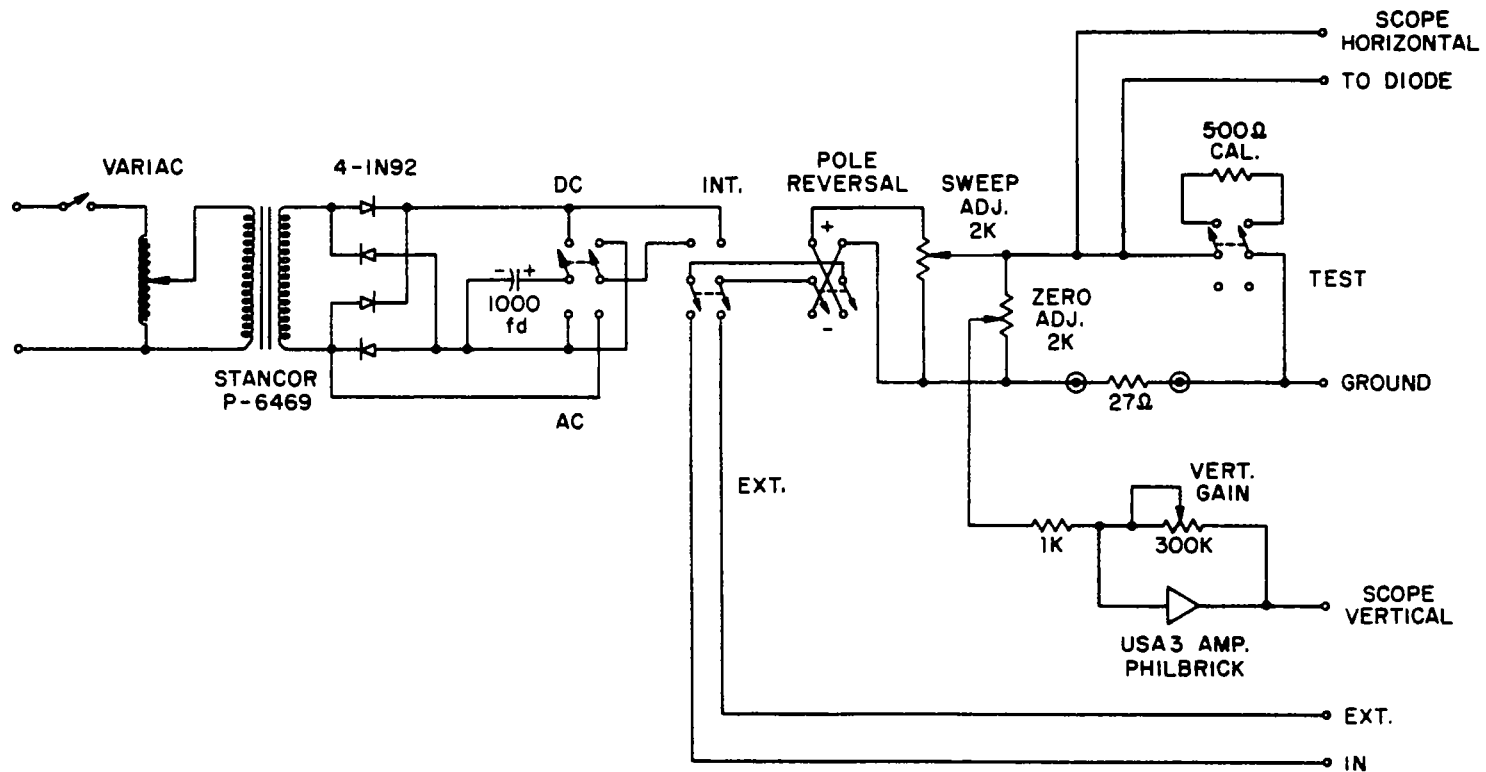 SCOPE
HORIZONTAL
TO DIODE
500Ω
CAL.
VARIAC
4-1N92
DC
INT.
POLE
REVERSAL
SWEEP
ADJ.
2K
+
- +
1000
fd
TEST
ZERO
ADJ.
2K
-
STANCOR
P-6469
AC
27Ω
GROUND
EXT.
VERT.
GAIN
1K
300K
SCOPE
VERTICAL
USA3 AMP.
PHILBRICK
EXT.
IN